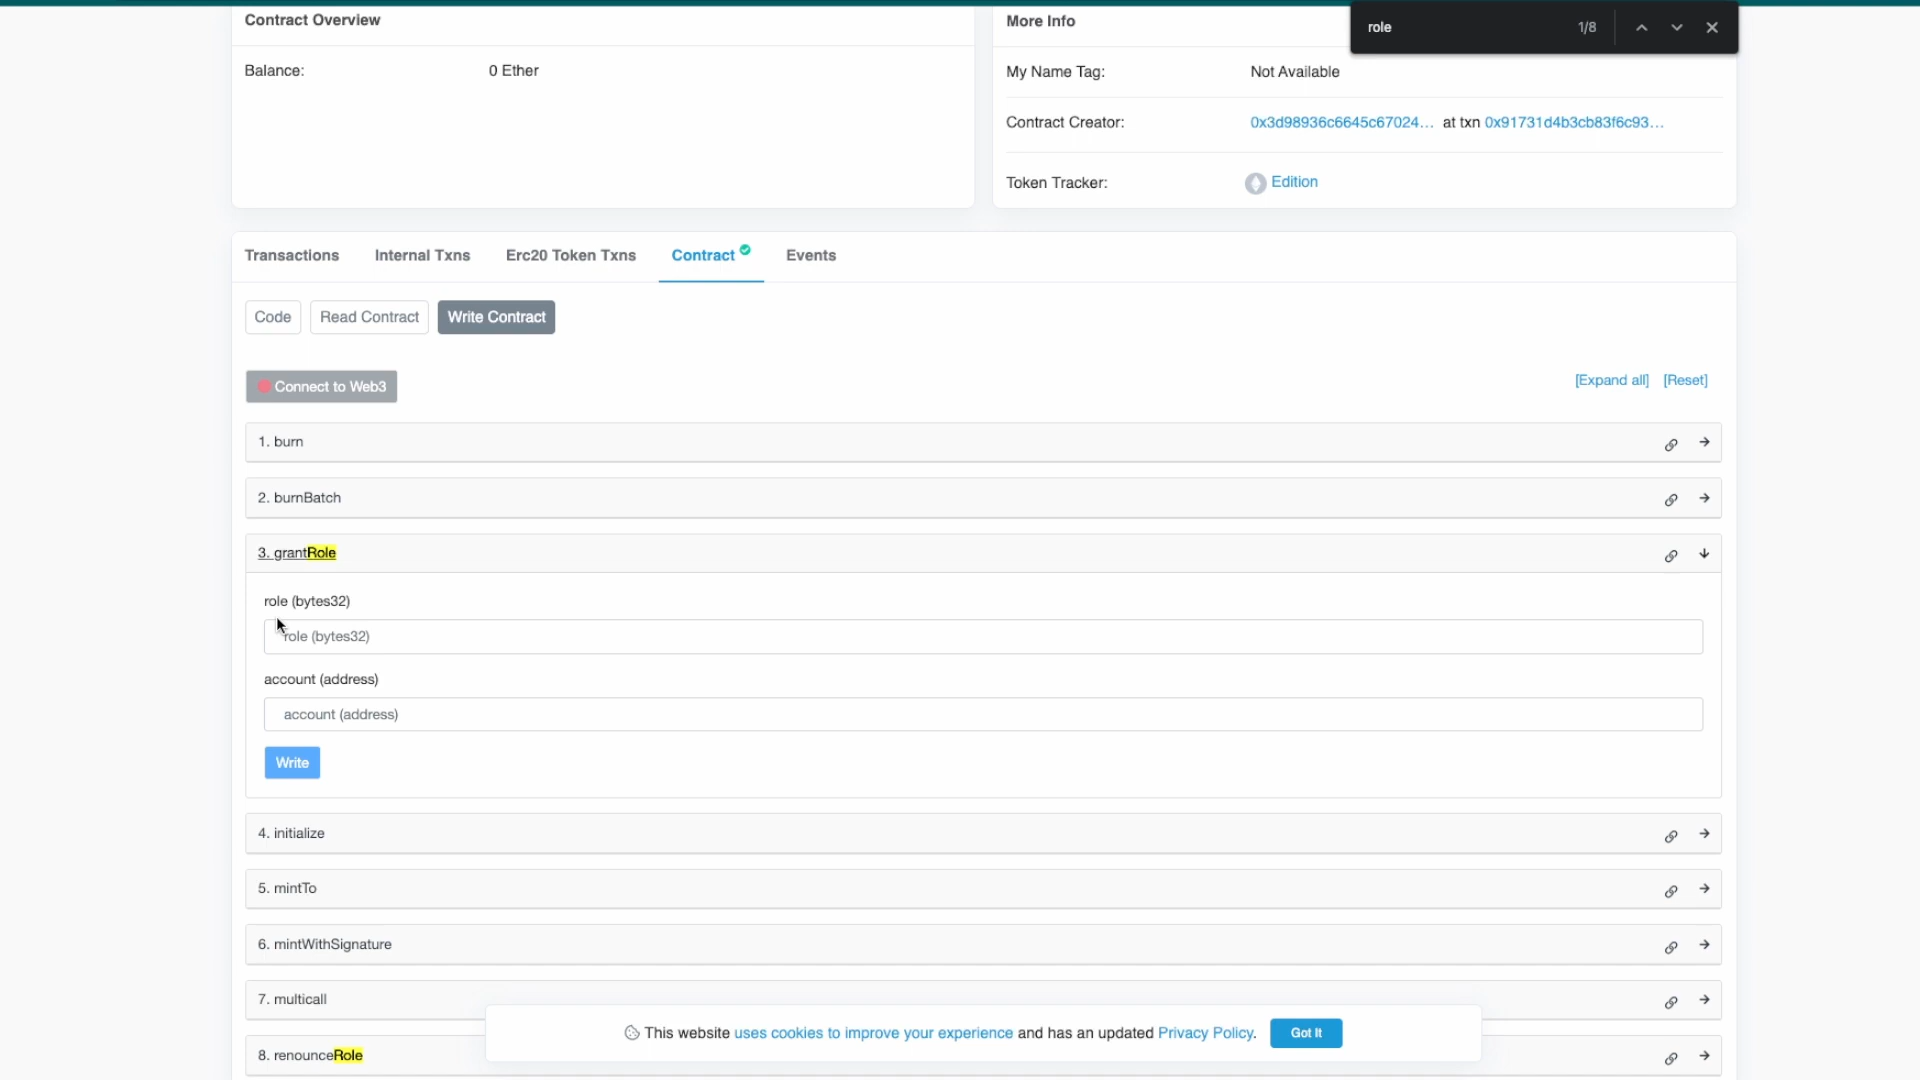 Contract Overview
Balance:
0 Ether
More Info
My Name Tag:
Not Available
Contract Creator:
0x3d98936c6645c67024... at txn 0x91731d4b3cb83f6c93...
Token Tracker:
Edition
role
1/8
Transactions
Internal Txns
Erc20 Token Txns
Contract
Events
Code
Read Contract
Write Contract
Connect to Web3
[Expand all]
[Reset]
1. burn
2. burnBatch
3. grantRole
role (bytes32)
role (bytes32)
account (address)
account (address)
Write
4. initialize
5. mintTo
6. mintWithSignature
7. multicall
8. renounceRole
This website uses cookies to improve your experience and has an updated Privacy Policy.
Got It